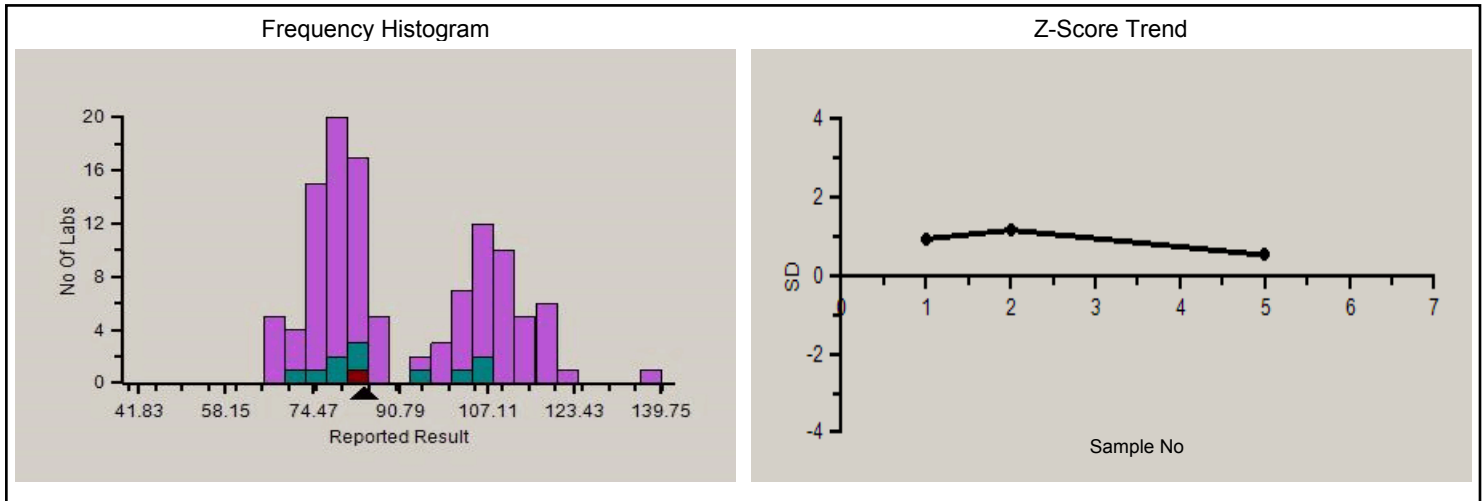 Frequency Histogram
20
16
12
8
4
0
No Of Labs
41.83 58.15 74.47 90.79 107.11 123.43 139.75
Reported Result
Z-Score Trend
4
2
0
-2
-4
SD
0 1 2 3 4 5 6 7
Sample No